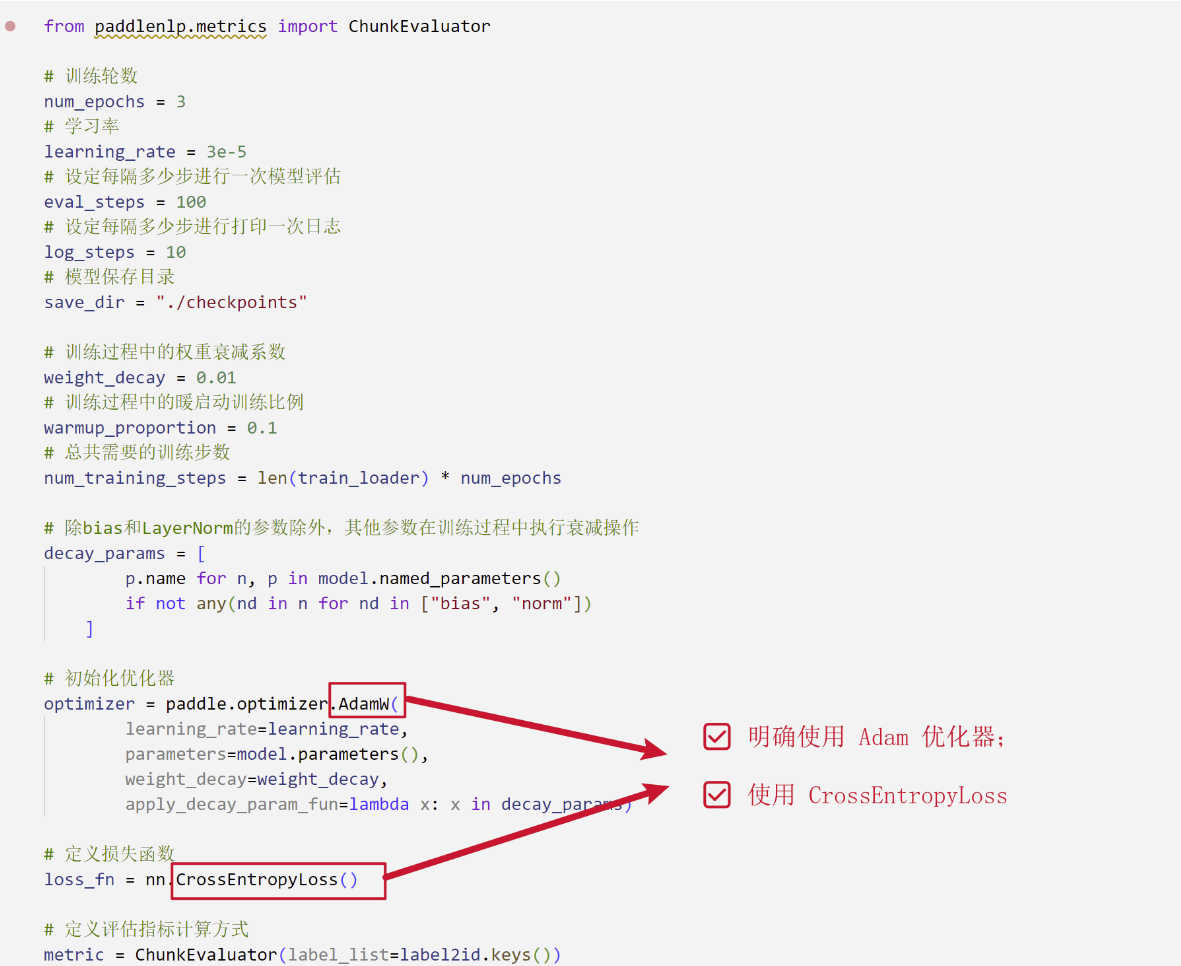 from paddlenlp.metrics import ChunkEvaluator
# 训练轮数
num_epochs = 3
# 学习率
learning_rate = 3e-5
# 设定每隔多少步进行一次模型评估
eval_steps = 100
# 设定每隔多少步进行打印一次日志
log_steps = 10
# 模型保存目录
save_dir = "./checkpoints"
# 训练过程中的权重衰减系数
weight_decay = 0.01
# 训练过程中的暖启动训练比例
warmup_proportion = 0.1
# 总共需要的训练步数
num_training_steps = len(train_loader) * num_epochs
# 除bias和LayerNorm的参数除外，其他参数在训练过程中执行衰减操作
decay_params = [
        p.name for n, p in model.named_parameters()
        if not any(nd in n for nd in ["bias", "norm"])
    ]
# 初始化优化器
optimizer = paddle.optimizer.AdamW(
        learning_rate=learning_rate,
        parameters=model.parameters(),
        weight_decay=weight_decay,
        apply_decay_param_fun=lambda x: x in decay_params)
明确使用 Adam 优化器;
使用 CrossEntropyLoss
# 定义损失函数
loss_fn = nn.CrossEntropyLoss()
# 定义评估指标计算方式
metric = ChunkEvaluator(label_list=label2id.keys())